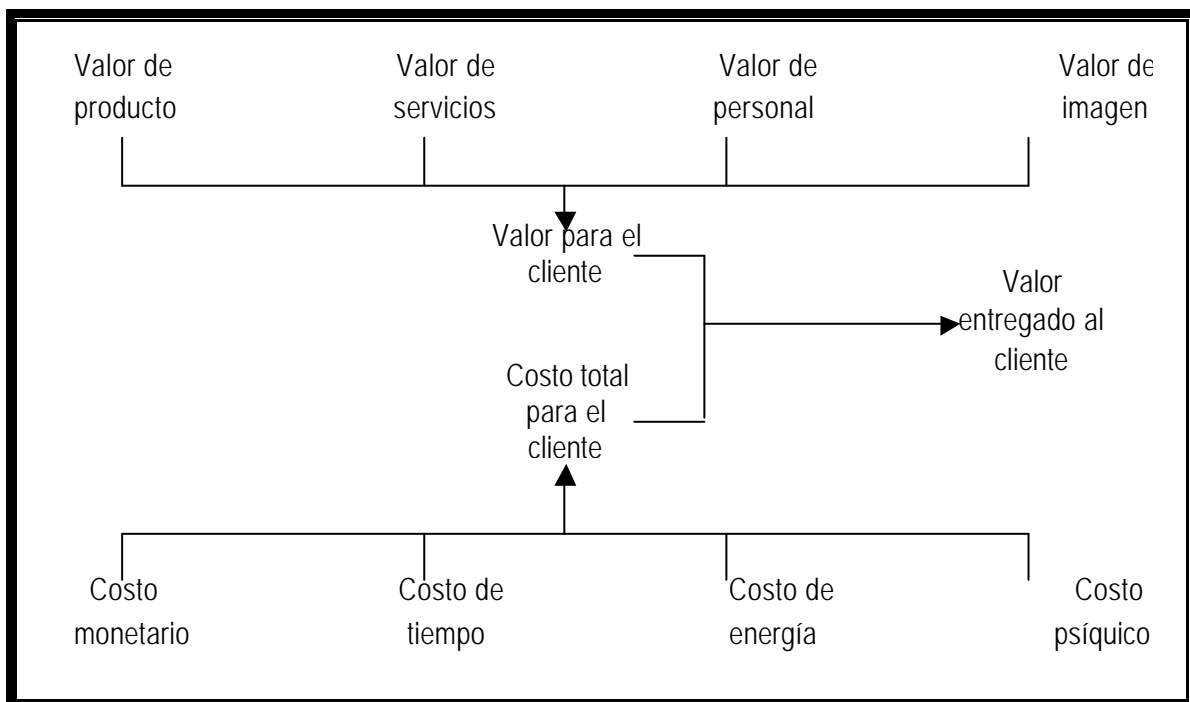 Valor de
producto
Valor de
servicios
Valor de
personal
Valor de
imagen
Valor para el
cliente
Valor
entregado al
cliente
Costo total
para el
cliente
Costo
monetario
Costo de
tiempo
Costo de
energía
Costo
psíquico